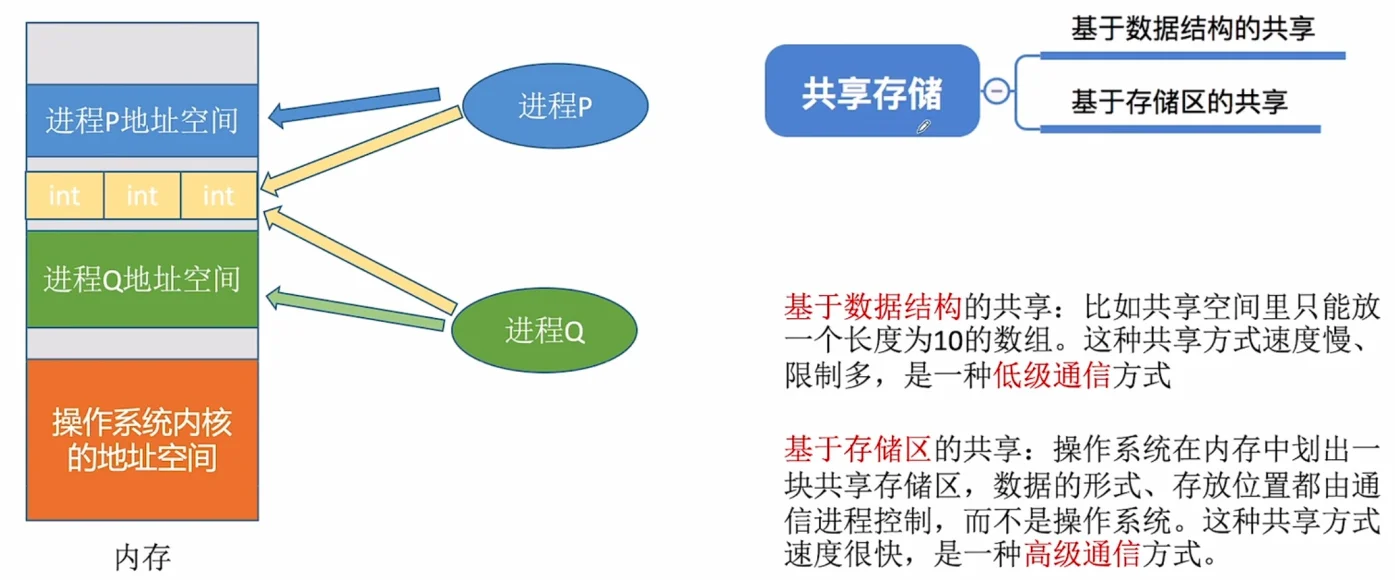 进程P地址空间
int int int
进程Q地址空间
操作系统内核
的地址空间
内存
进程P
进程Q
共享存储
基于数据结构的共享
基于存储区的共享
基于数据结构的共享：比如共享空间里只能放
一个长度为10的数组。这种共享方式速度慢、
限制多，是一种低级通信方式
基于存储区的共享：操作系统在内存中划出一
块共享存储区，数据的形式、存放位置都由通
信进程控制，而不是操作系统。这种共享方式
速度很快，是一种高级通信方式。